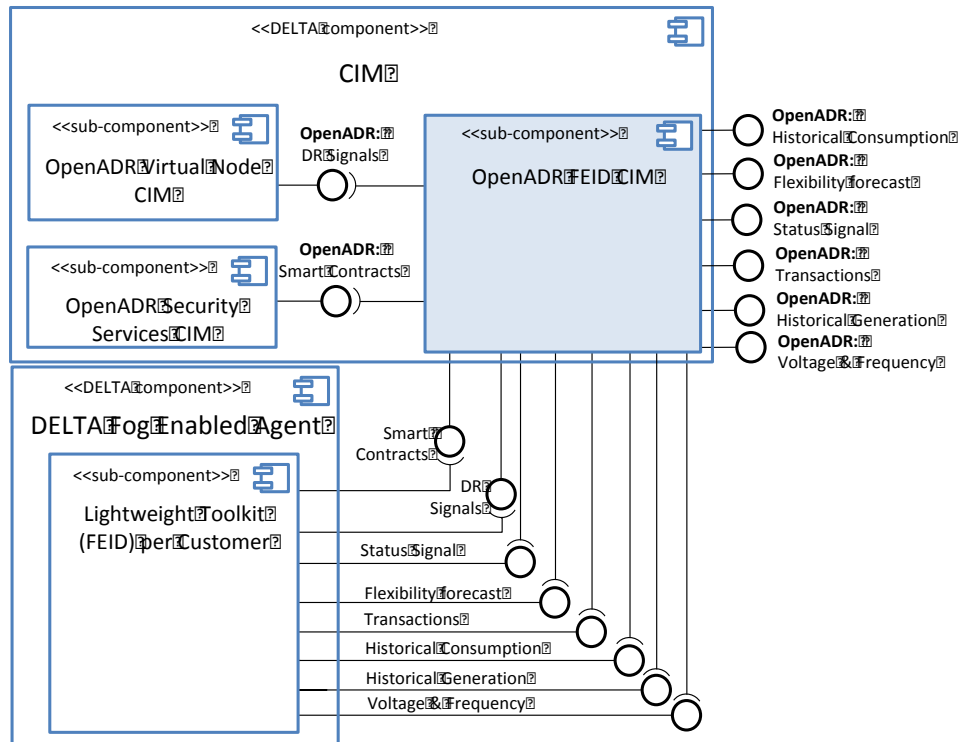 <<DELTA component>>
CIM
<<sub-component>>
OpenADR Virtual Node
CIM
OpenADR:
DR Signals
<<sub-component>>
OpenADR FEID CIM
<<sub-component>>
OpenADR Security
Services CIM
OpenADR:
Smart Contracts
OpenADR:
Historical Consumption
OpenADR:
Flexibility forecast
OpenADR:
Status Signal
OpenADR:
Transactions
OpenADR:
Historical Generation
OpenADR:
Voltage & Frequency
<<DELTA component>>
DELTA Fog Enabled Agent
<<sub-component>>
Lightweight Toolkit
(FEID) per Customer
Smart
Contracts
DR
Signals
Status Signal
Flexibility forecast
Transactions
Historical Consumption
Historical Generation
Voltage & Frequency